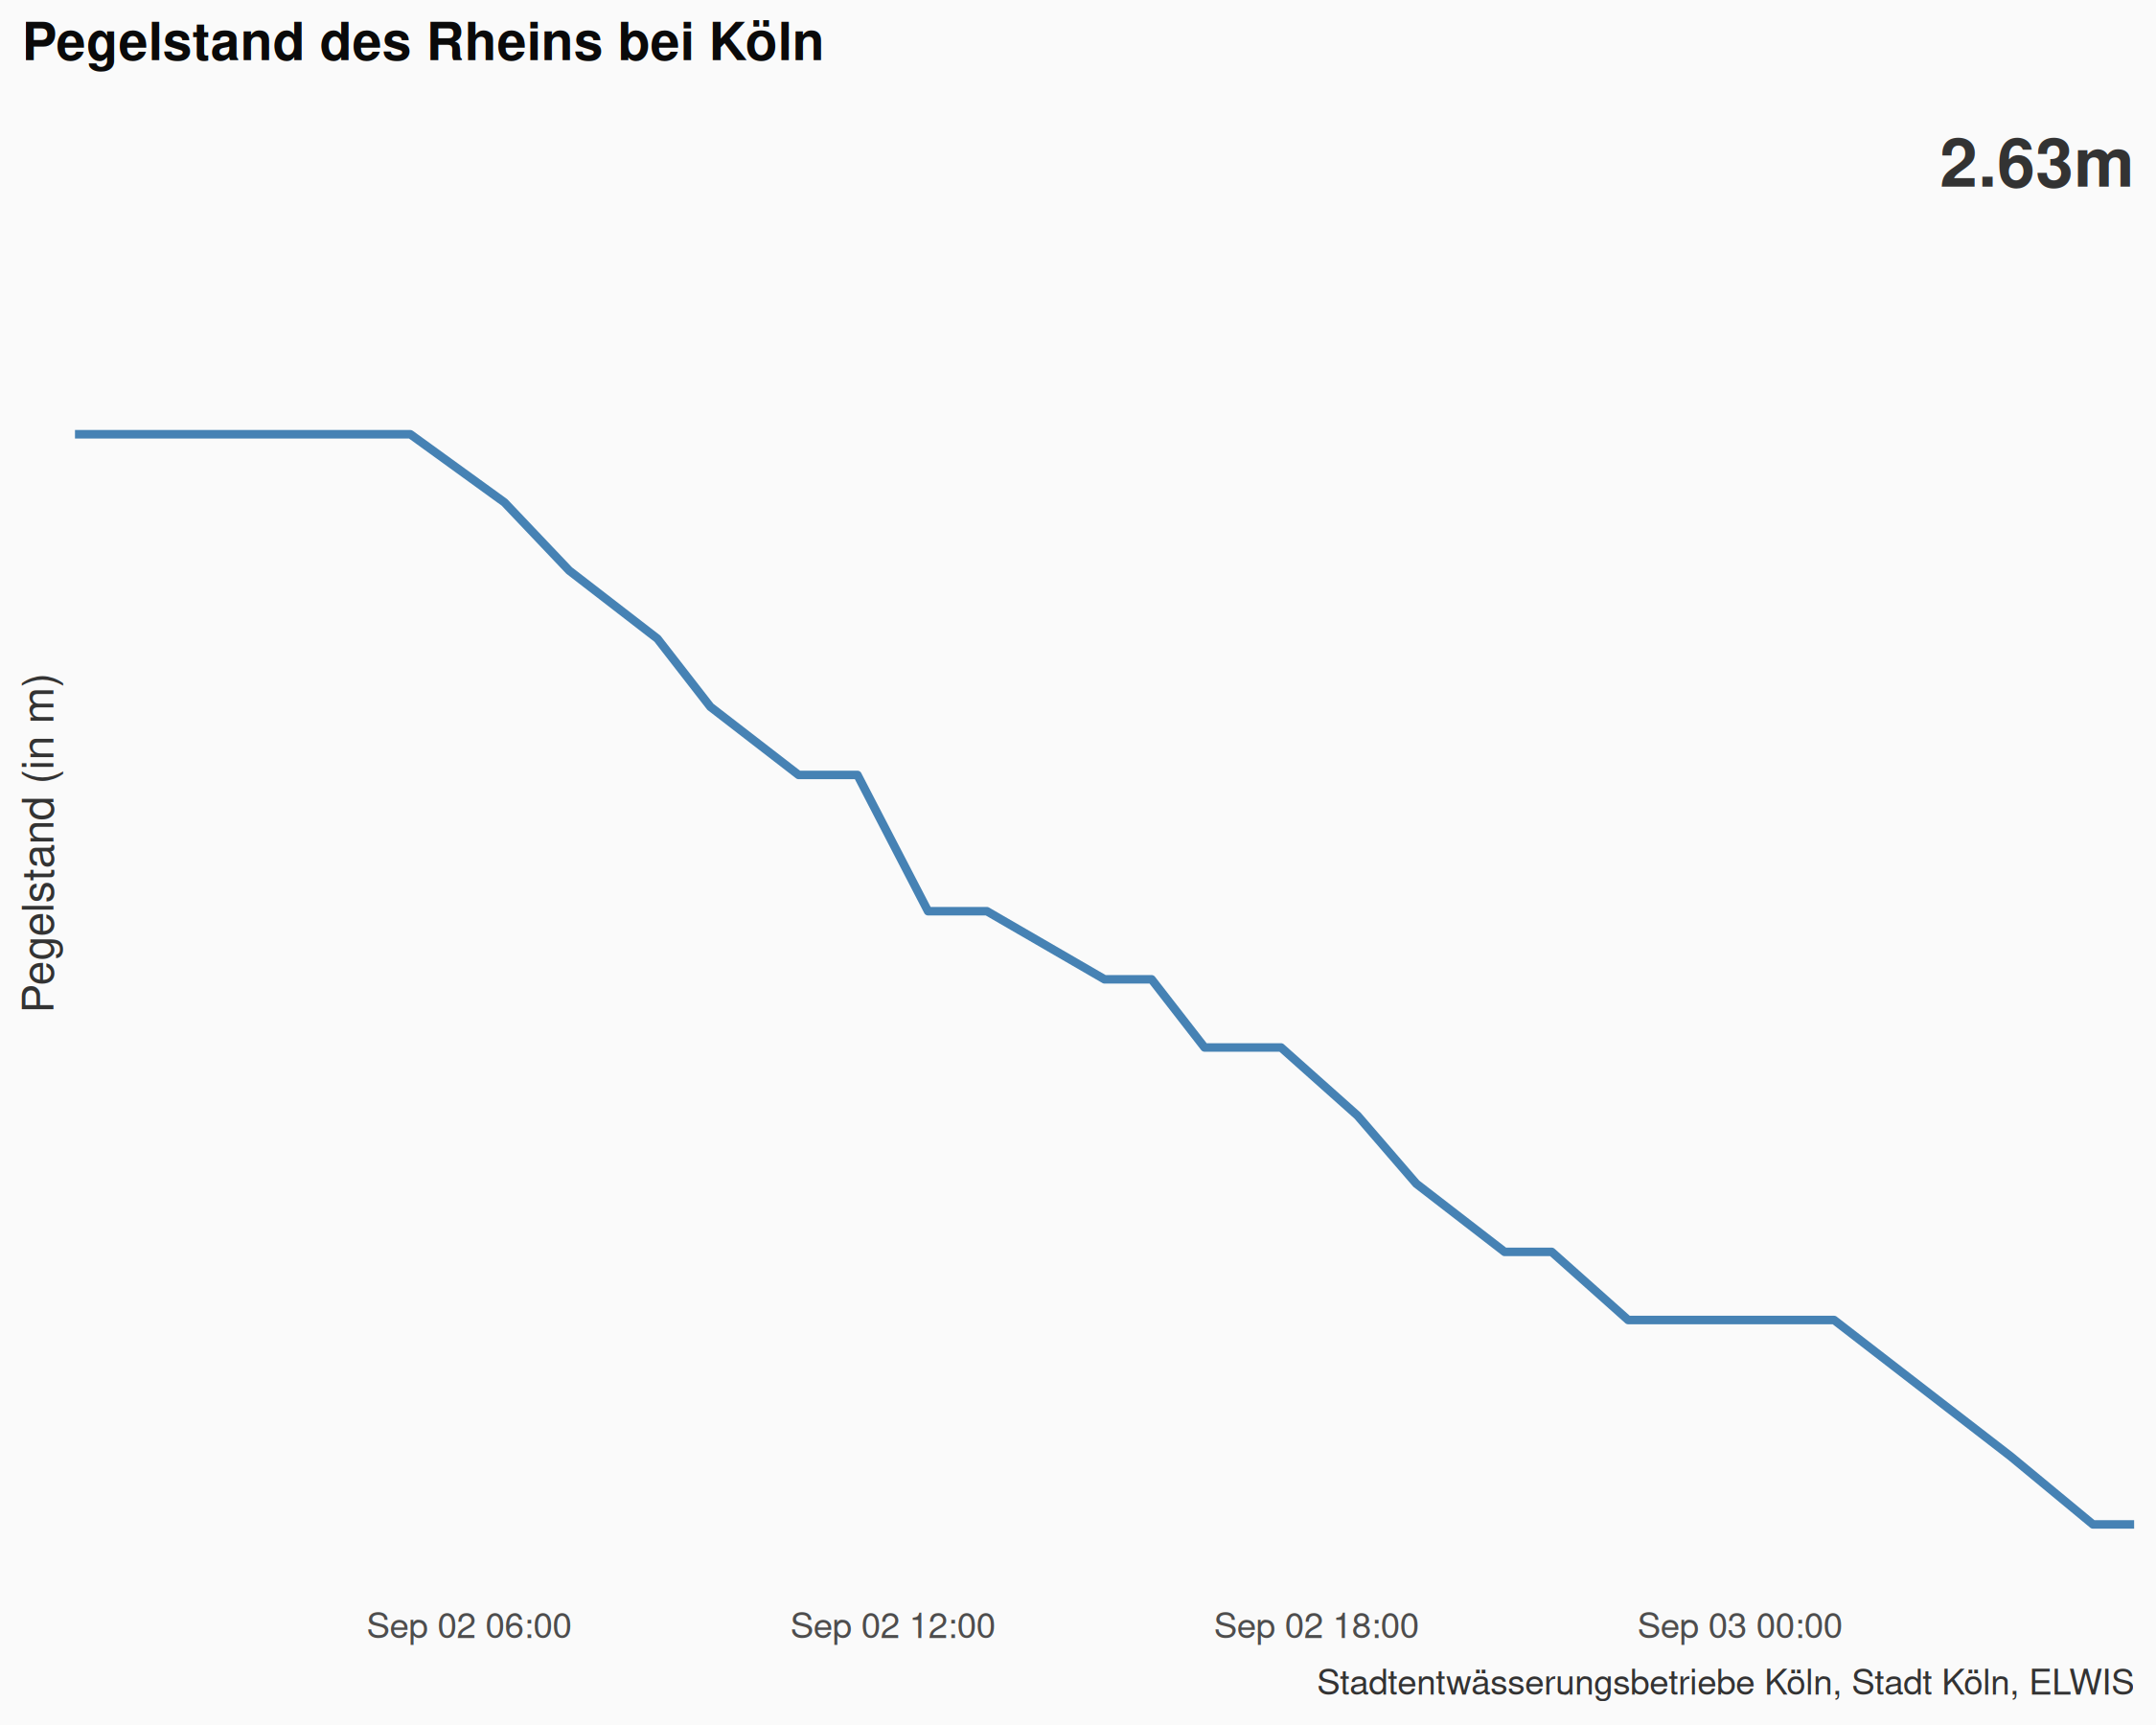 Pegelstand des Rheins bei Köln
2.63m
Pegelstand (in m)
Sep 02 06:00
Sep 02 12:00
Sep 02 18:00
Sep 03 00:00
Stadtentwässerungsbetriebe Köln, Stadt Köln, ELWIS